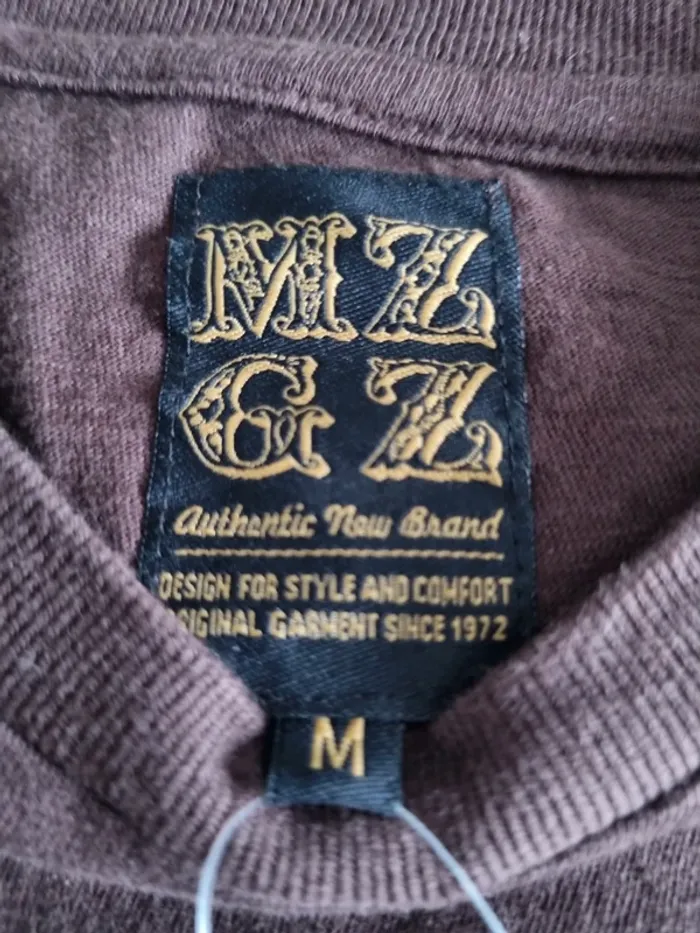 MZ
GZ
Authentic New Brand
DESIGN FOR STYLE AND COMFORT
ORIGINAL GARMENT SINCE 1972
M